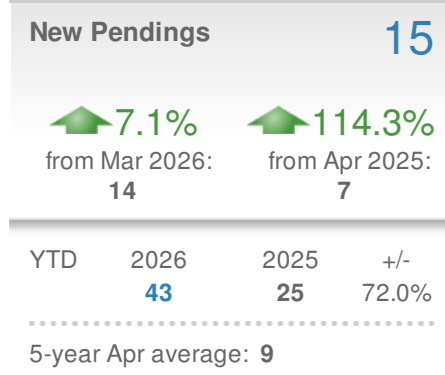 New Pendings 15
7.1% 114.3%
from Mar 2026: from Apr 2025:
14 7
YTD 2026 2025 +/-
43 25 72.0%
5-year Apr average: 9